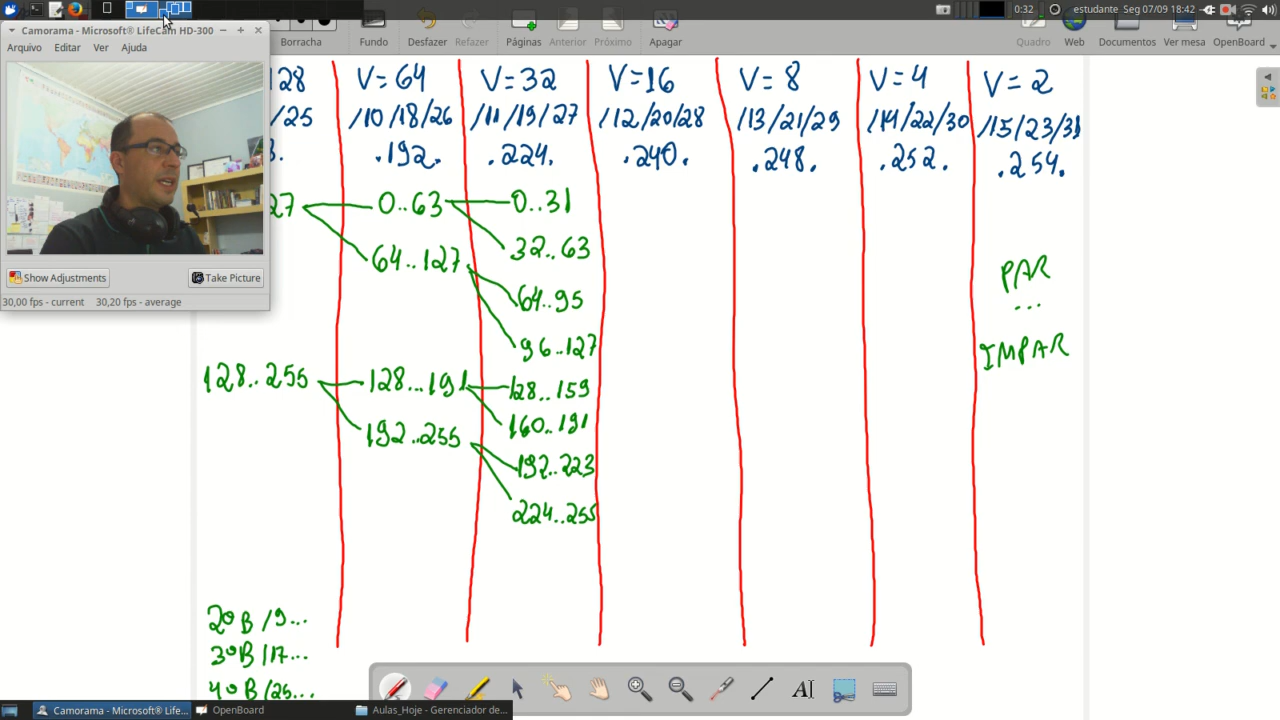 0:32
estudante Seg 07/09 18:42
Camorama - Microsoft® LifeCam HD-300
Arquivo Editar Ver Ajuda
Borracha Fundo Desfazer Refazer Páginas Anterior Próximo Apagar Quadro Web Documentos Ver mesa OpenBoard
128 V=64 V=32 V=16 V=8 V=4 V=2
/25 /10/18/26 /11/19/27 /12/20/28 /13/21/29 /14/22/30 /15/23/31
.192. .224. .240. .248. .252. .254.
27 0..63 0..31
32..63
64..127
64..95
96..127
128..255 128...191 128..159
160..191
192..255
192..223
224..255
PAR
...
IMPAR
Show Adjustments Take Picture
30,00 fps - current 30,20 fps - average
2ºB /9...
3ºB /17...
4ºB /25...
AI
Camorama - Microsoft® Life... OpenBoard Aulas_Hoje - Gerenciador de...